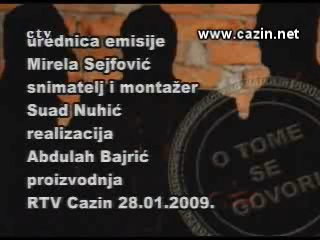 ctv
www.cazin.net
urednica emisije
Mirela Sejfović
snimatelj i montažer
Suad Nuhić
realizacija
Abdulah Bajrić
proizvodnja
RTV Cazin 28.01.2009.
O TOME
SE
GOVORI